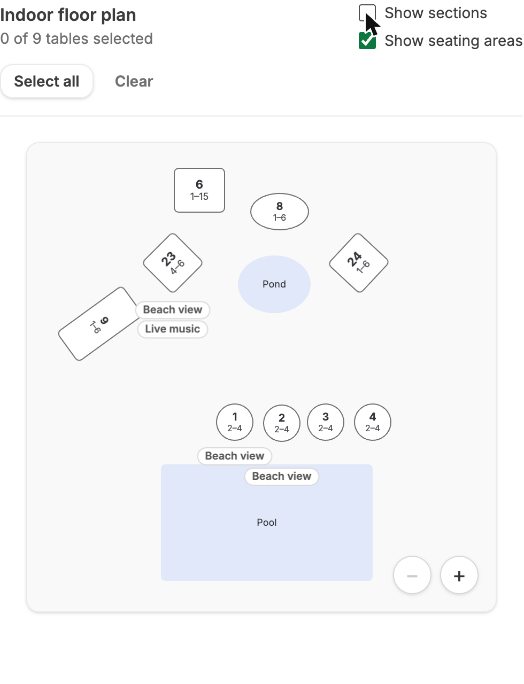 Indoor floor plan
0 of 9 tables selected
Show sections
Show seating areas
Select all
Clear
6
1–15
8
1–6
23
4–6
24
1–6
Pond
9
1–6
Beach view
Live music
1
2–4
2
2–4
3
2–4
4
2–4
Beach view
Beach view
Pool
−
+